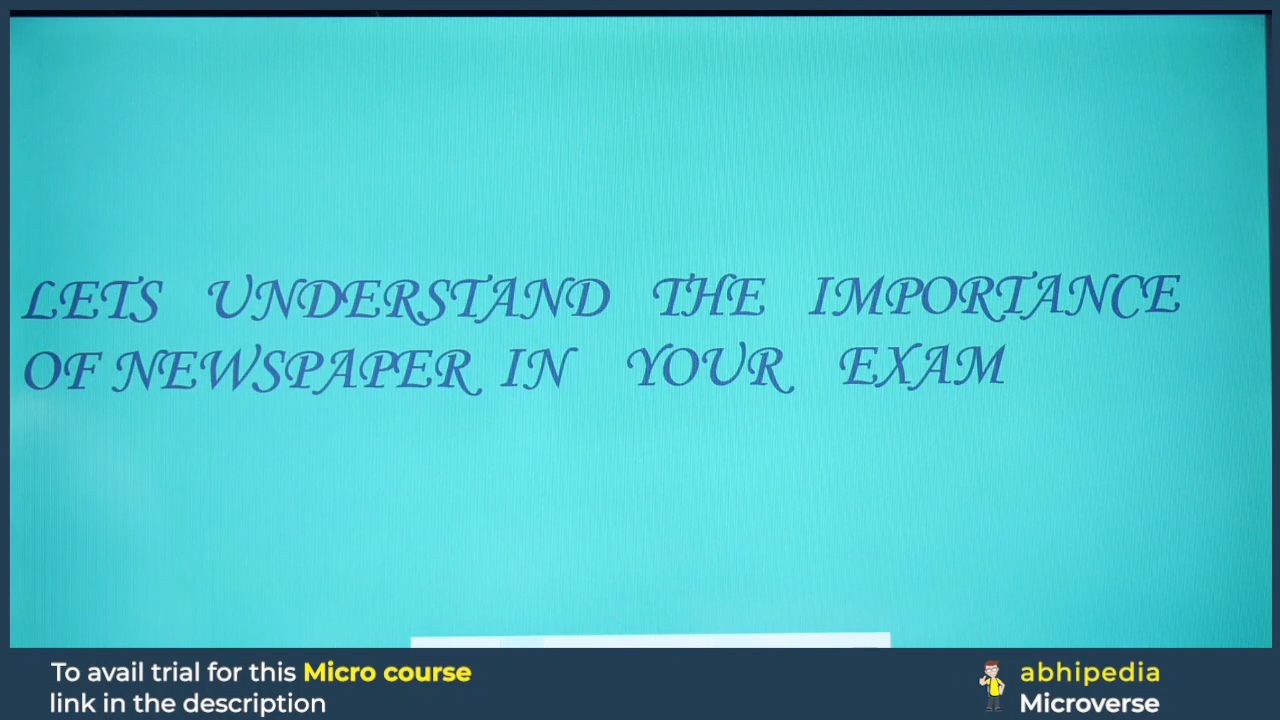 LETS UNDERSTAND THE IMPORTANCE
OF NEWSPAPER IN YOUR EXAM
To avail trial for this Micro course
link in the description
abhipedia
Microverse